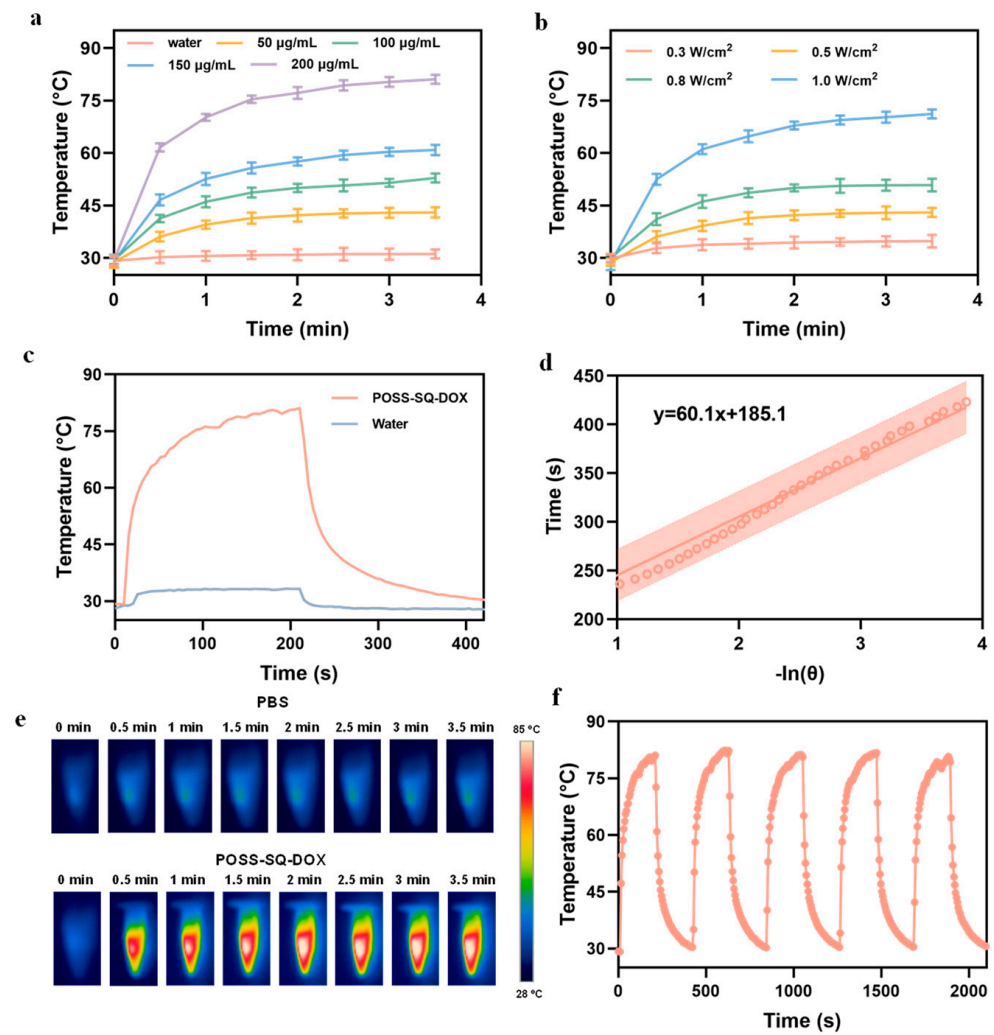 a
water 50 μg/mL 100 μg/mL
150 μg/mL 200 μg/mL
Temperature (°C)
90
75
60
45
30
0 1 2 3 4
Time (min)
b
0.3 W/cm² 0.5 W/cm²
0.8 W/cm² 1.0 W/cm²
Temperature (°C)
90
75
60
45
30
0 1 2 3 4
Time (min)
c
POSS-SQ-DOX
Water
Temperature (°C)
90
75
60
45
30
0 100 200 300 400
Time (s)
d
y=60.1x+185.1
Time (s)
450
400
350
300
250
200
1 2 3 4
-ln(θ)
e
PBS
0 min 0.5 min 1 min 1.5 min 2 min 2.5 min 3 min 3.5 min
POSS-SQ-DOX
0 min 0.5 min 1 min 1.5 min 2 min 2.5 min 3 min 3.5 min
85 °C
28 °C
f
Temperature (°C)
90
75
60
45
30
0 500 1000 1500 2000
Time (s)